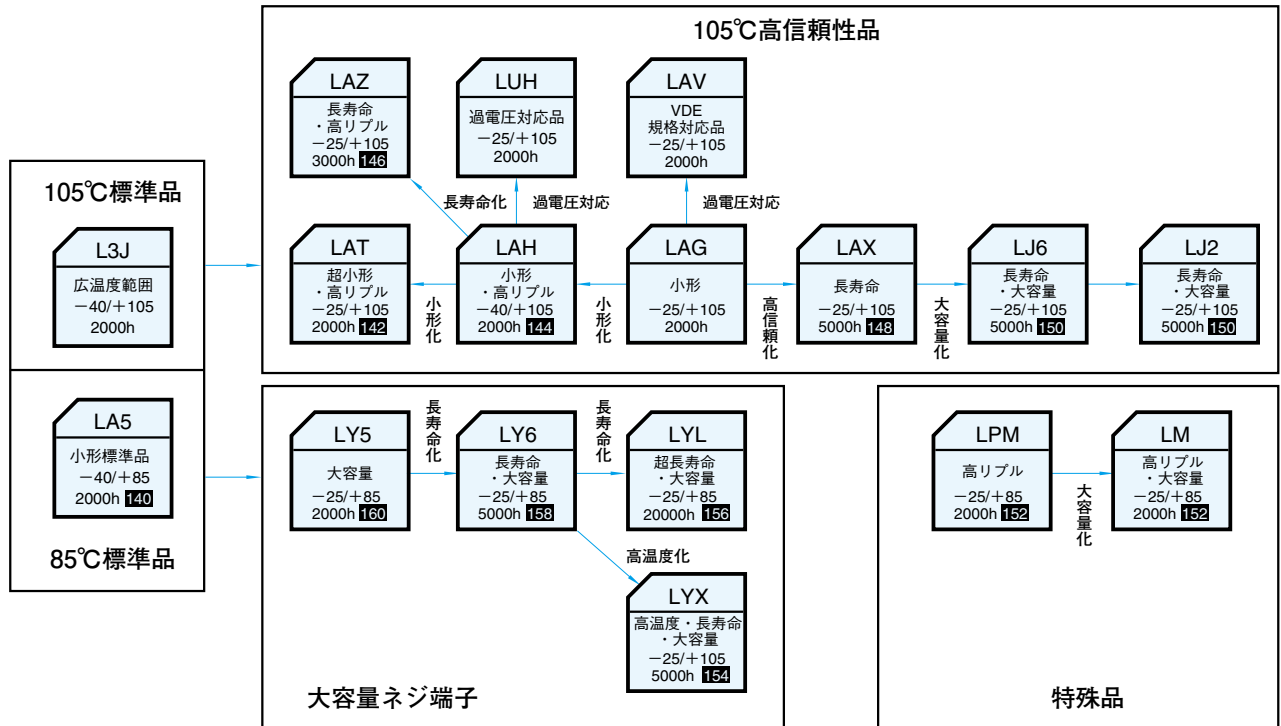 105℃高信頼性品
LAZ
長寿命
・高リプル
−25/＋105
3000h 146
LUH
過電圧対応品
−25/＋105
2000h
LAV
VDE
規格対応品
−25/＋105
2000h
長寿命化
過電圧対応
過電圧対応
105℃標準品
L3J
広温度範囲
−40/＋105
2000h
LAT
超小形
・高リプル
−25/＋105
2000h 142
小形化
LAH
小形
・高リプル
−40/＋105
2000h 144
小形化
LAG
小形
−25/＋105
2000h
高信頼化
LAX
長寿命
−25/＋105
5000h 148
大容量化
LJ6
長寿命
・大容量
−25/＋105
5000h 150
LJ2
長寿命
・大容量
−25/＋105
5000h 150
LA5
小形標準品
−40/＋85
2000h 140
85℃標準品
LY5
大容量
−25/＋85
2000h 160
長寿命化
LY6
長寿命
・大容量
−25/＋85
5000h 158
長寿命化
LYL
超長寿命
・大容量
−25/＋85
20000h 156
高温度化
LYX
高温度・長寿命
・大容量
−25/＋105
5000h 154
大容量ネジ端子
LPM
高リプル
−25/＋85
2000h 152
大容量化
LM
高リプル
・大容量
−25/＋85
2000h 152
特殊品